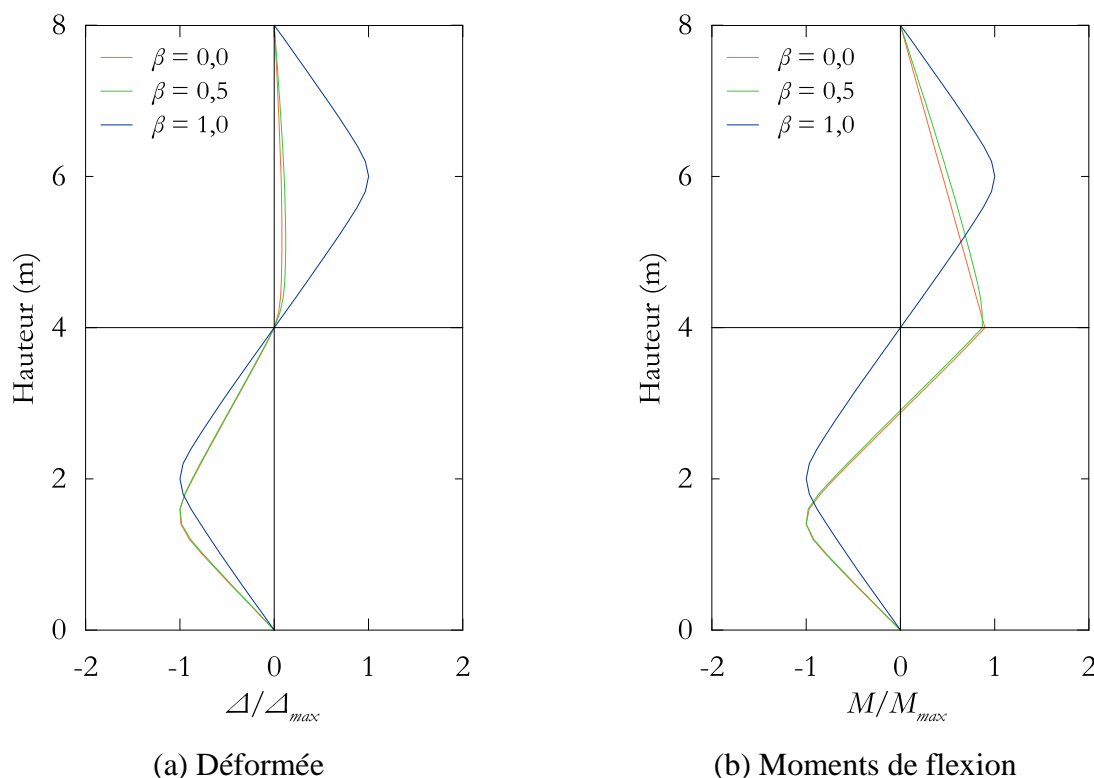 8
β = 0,0
β = 0,5
β = 1,0
6
4
2
0
Hauteur (m)
-2 -1 0 1 2
Δ/Δmax
(a) Déformée
8
β = 0,0
β = 0,5
β = 1,0
6
4
2
0
Hauteur (m)
-2 -1 0 1 2
M/Mmax
(b) Moments de flexion